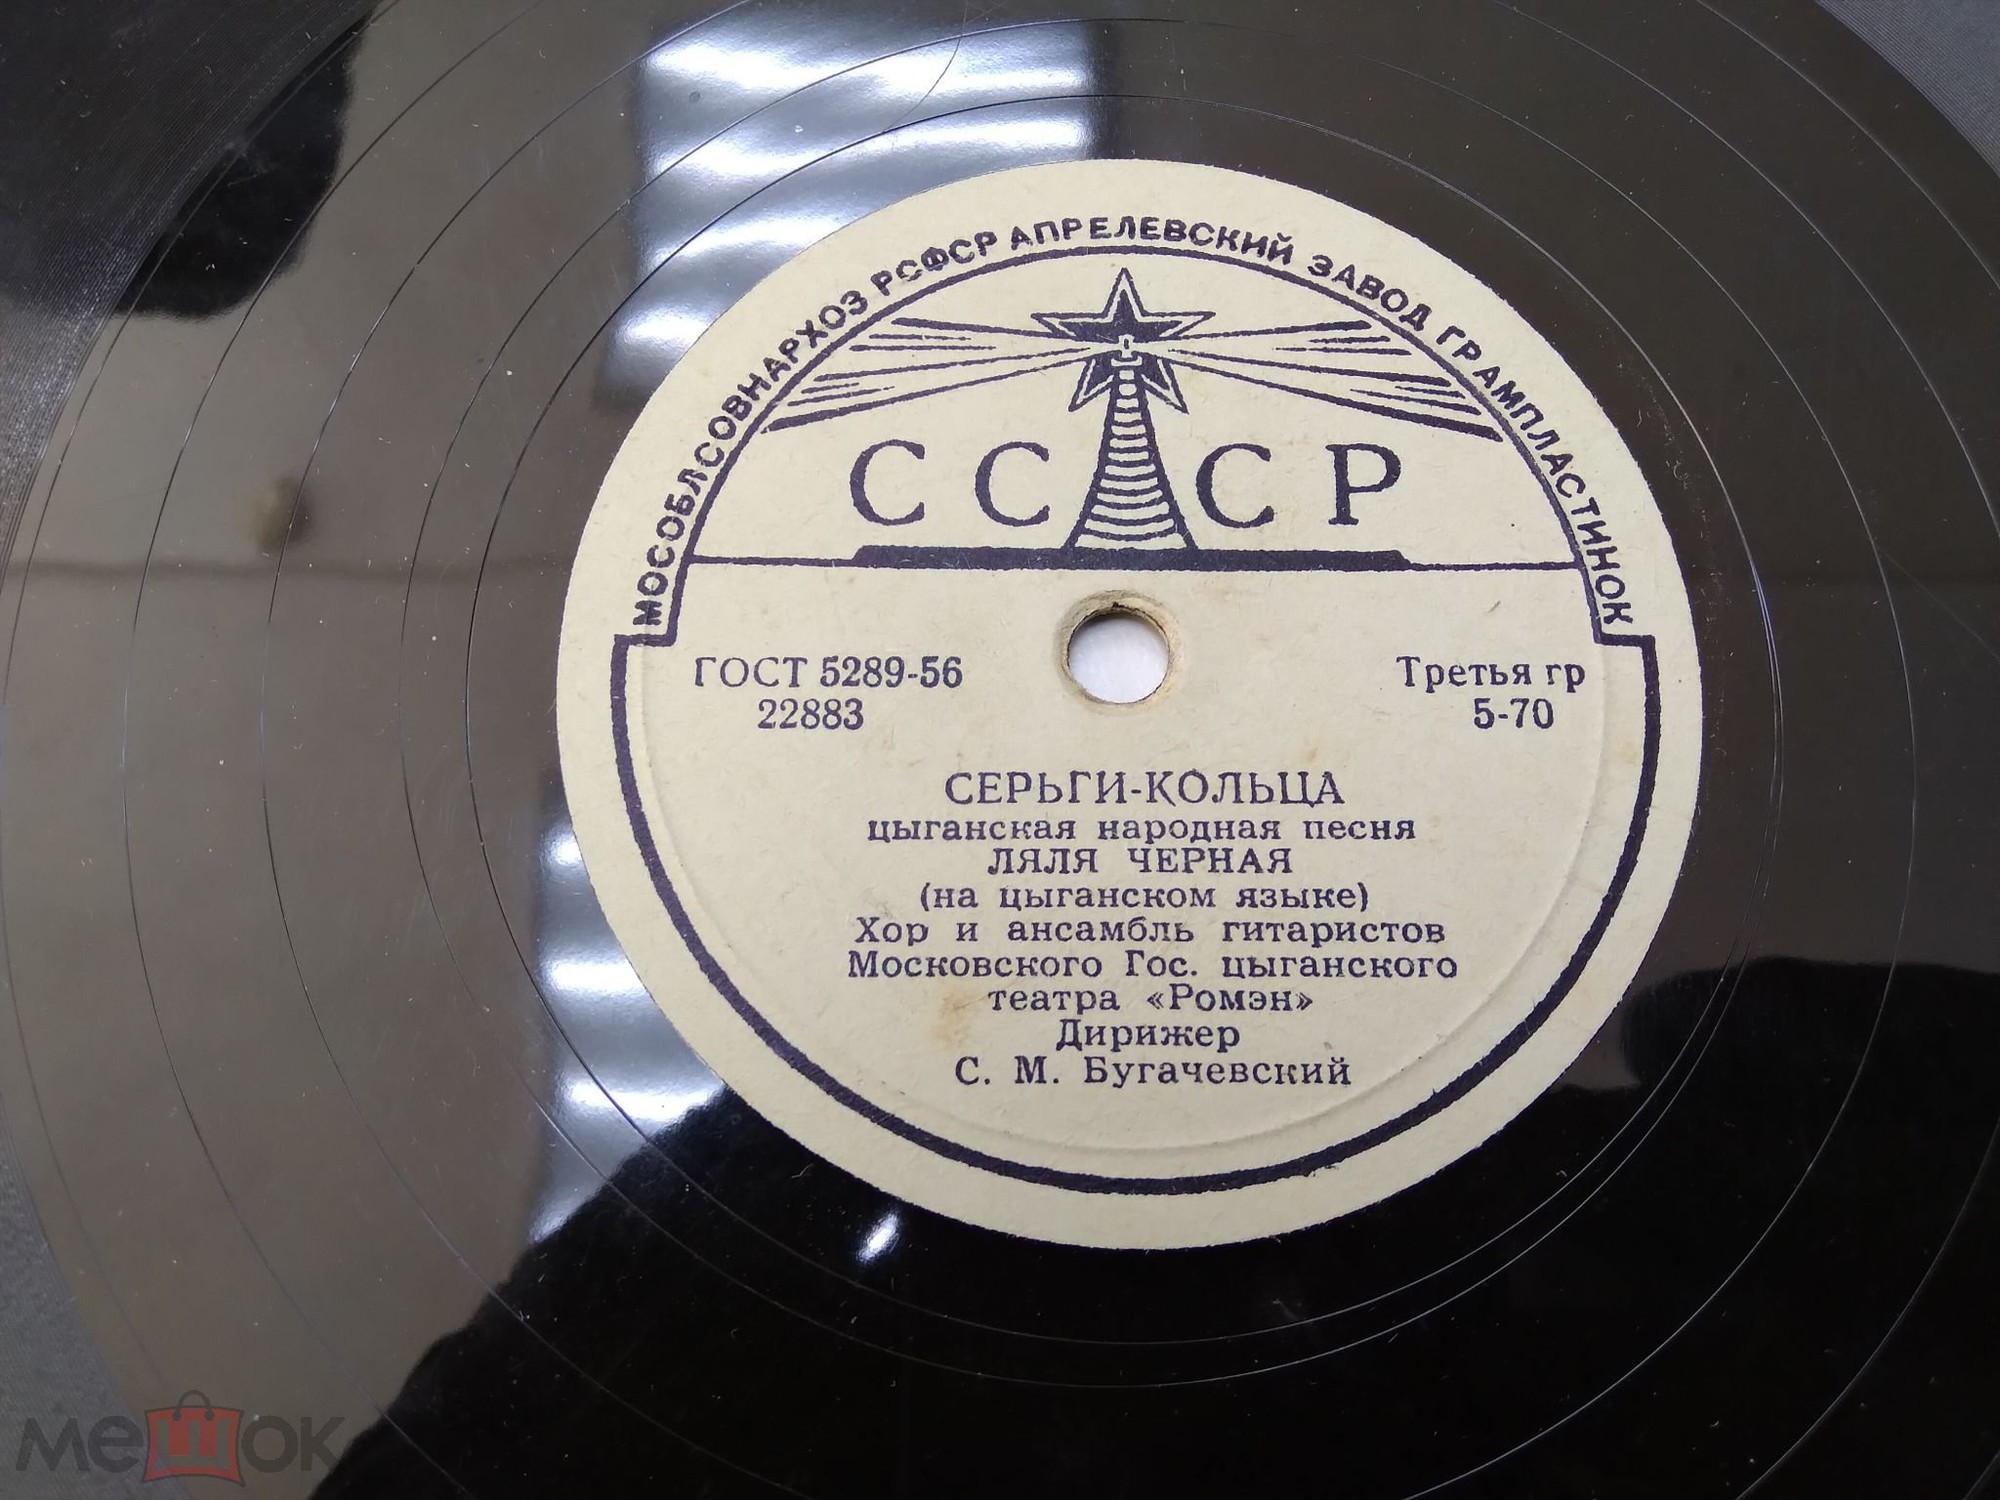 МОСОБЛСОВНАРХОЗ РСФСР АПРЕЛЕВСКИЙ ЗАВОД ГРАМПЛАСТИНОК
СССР
ГОСТ 5289-56
22883
Третья гр
5-70
СЕРЬГИ-КОЛЬЦА
цыганская народная песня
ЛЯЛЯ ЧЕРНАЯ
(на цыганском языке)
Хор и ансамбль гитаристов
Московского Гос. цыганского
театра «Ромэн»
Дирижер
С. М. Бугачевский
мешок